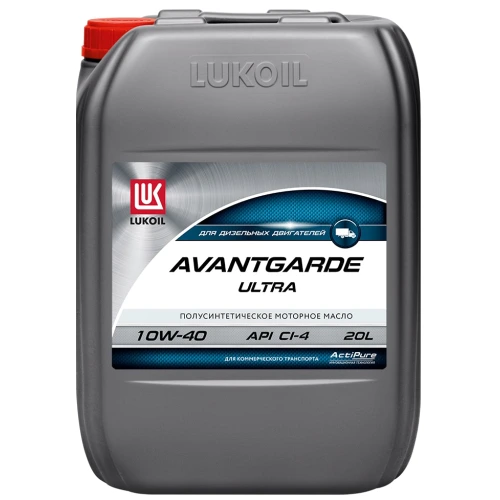 LUKOIL
LUK
LUKOIL
ДЛЯ ДИЗЕЛЬНЫХ ДВИГАТЕЛЕЙ
AVANTGARDE
ULTRA
ПОЛУСИНТЕТИЧЕСКОЕ МОТОРНОЕ МАСЛО
10W-40 API CI-4 20L
ДЛЯ КОММЕРЧЕСКОГО ТРАНСПОРТА
ActiPure